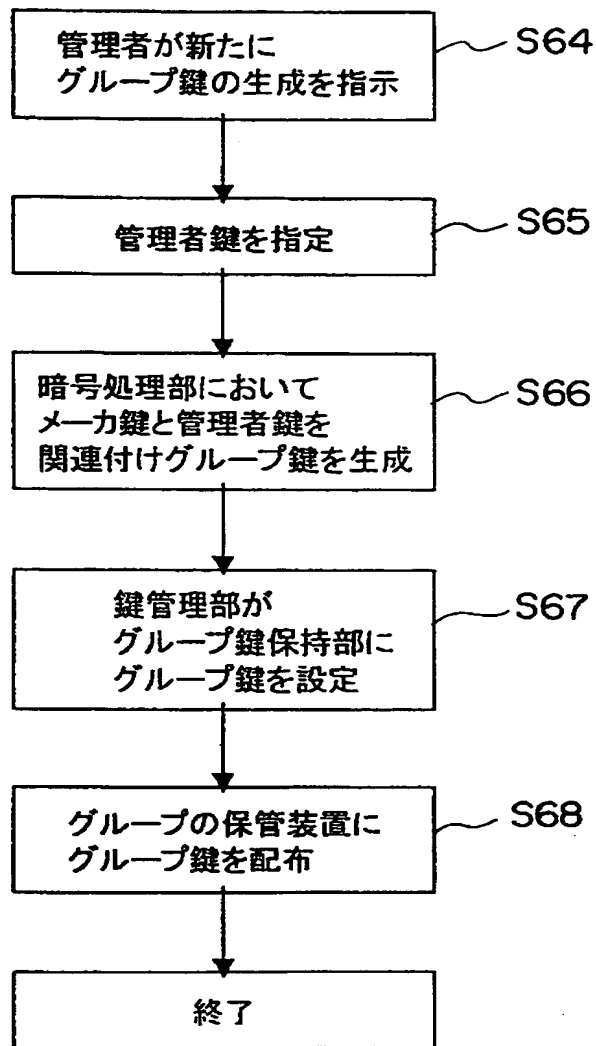 管理者が新たに
グループ鍵の生成を指示
S64
管理者鍵を指定
S65
暗号処理部において
メーカ鍵と管理者鍵を
関連付けグループ鍵を生成
S66
鍵管理部が
グループ鍵保持部に
グループ鍵を設定
S67
グループの保管装置に
グループ鍵を配布
S68
終了